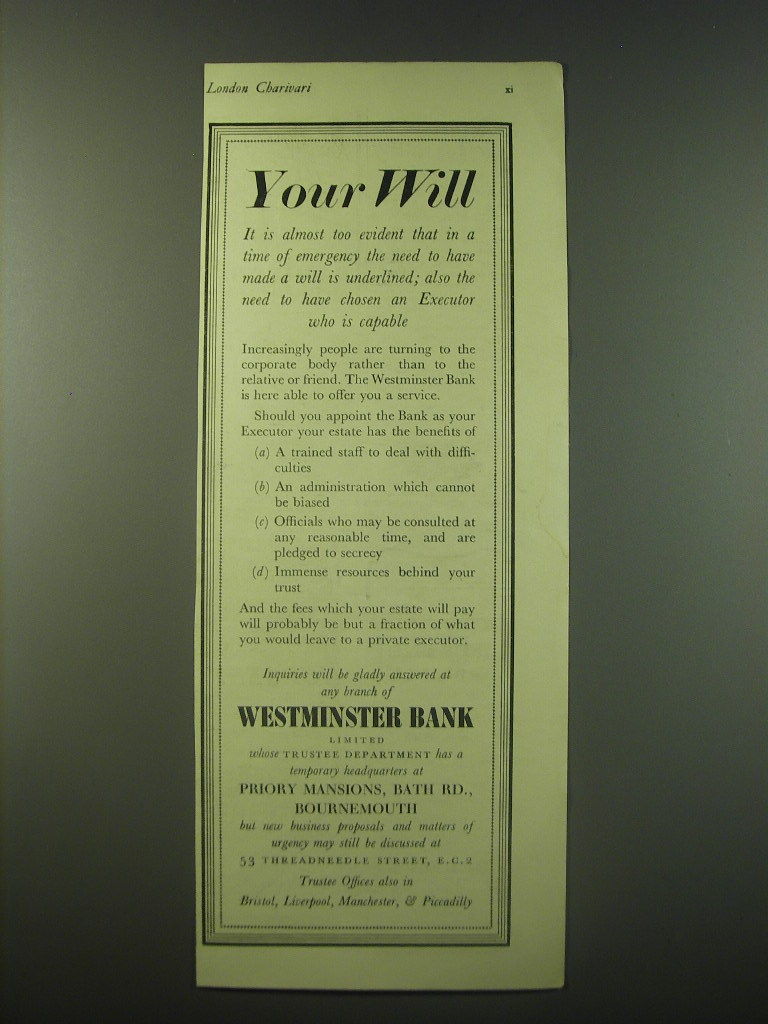 London Charivari xi
Your Will
It is almost too evident that in a
time of emergency the need to have
made a will is underlined; also the
need to have chosen an Executor
who is capable
Increasingly people are turning to the
corporate body rather than to the
relative or friend. The Westminster Bank
is here able to offer you a service.
Should you appoint the Bank as your
Executor your estate has the benefits of
(a) A trained staff to deal with diffi-
culties
(b) An administration which cannot
be biased
(c) Officials who may be consulted at
any reasonable time, and are
pledged to secrecy
(d) Immense resources behind your
trust
And the fees which your estate will pay
will probably be but a fraction of what
you would leave to a private executor.
Inquiries will be gladly answered at
any branch of
WESTMINSTER BANK
LIMITED
whose TRUSTEE DEPARTMENT has a
temporary headquarters at
PRIORY MANSIONS, BATH RD.,
BOURNEMOUTH
but new business proposals and matters of
urgency may still be discussed at
53 THREADNEEDLE STREET, E.C.2
Trustee Offices also in
Bristol, Liverpool, Manchester, & Piccadilly